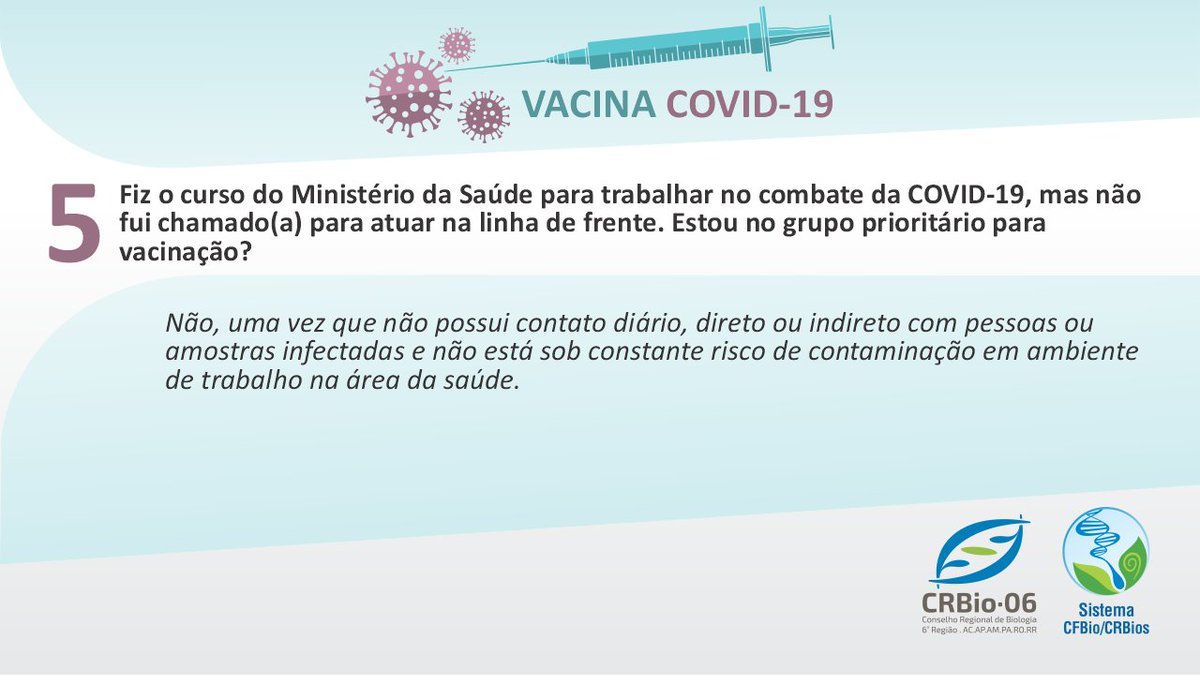 VACINA COVID-19
5
Fiz o curso do Ministério da Saúde para trabalhar no combate da COVID-19, mas não
fui chamado(a) para atuar na linha de frente. Estou no grupo prioritário para
vacinação?
Não, uma vez que não possui contato diário, direto ou indireto com pessoas ou
amostras infectadas e não está sob constante risco de contaminação em ambiente
de trabalho na área da saúde.
CRBio·06
Conselho Regional de Biologia
6ª Região . AC.AP.AM.PA.RO.RR
Sistema
CFBio/CRBios